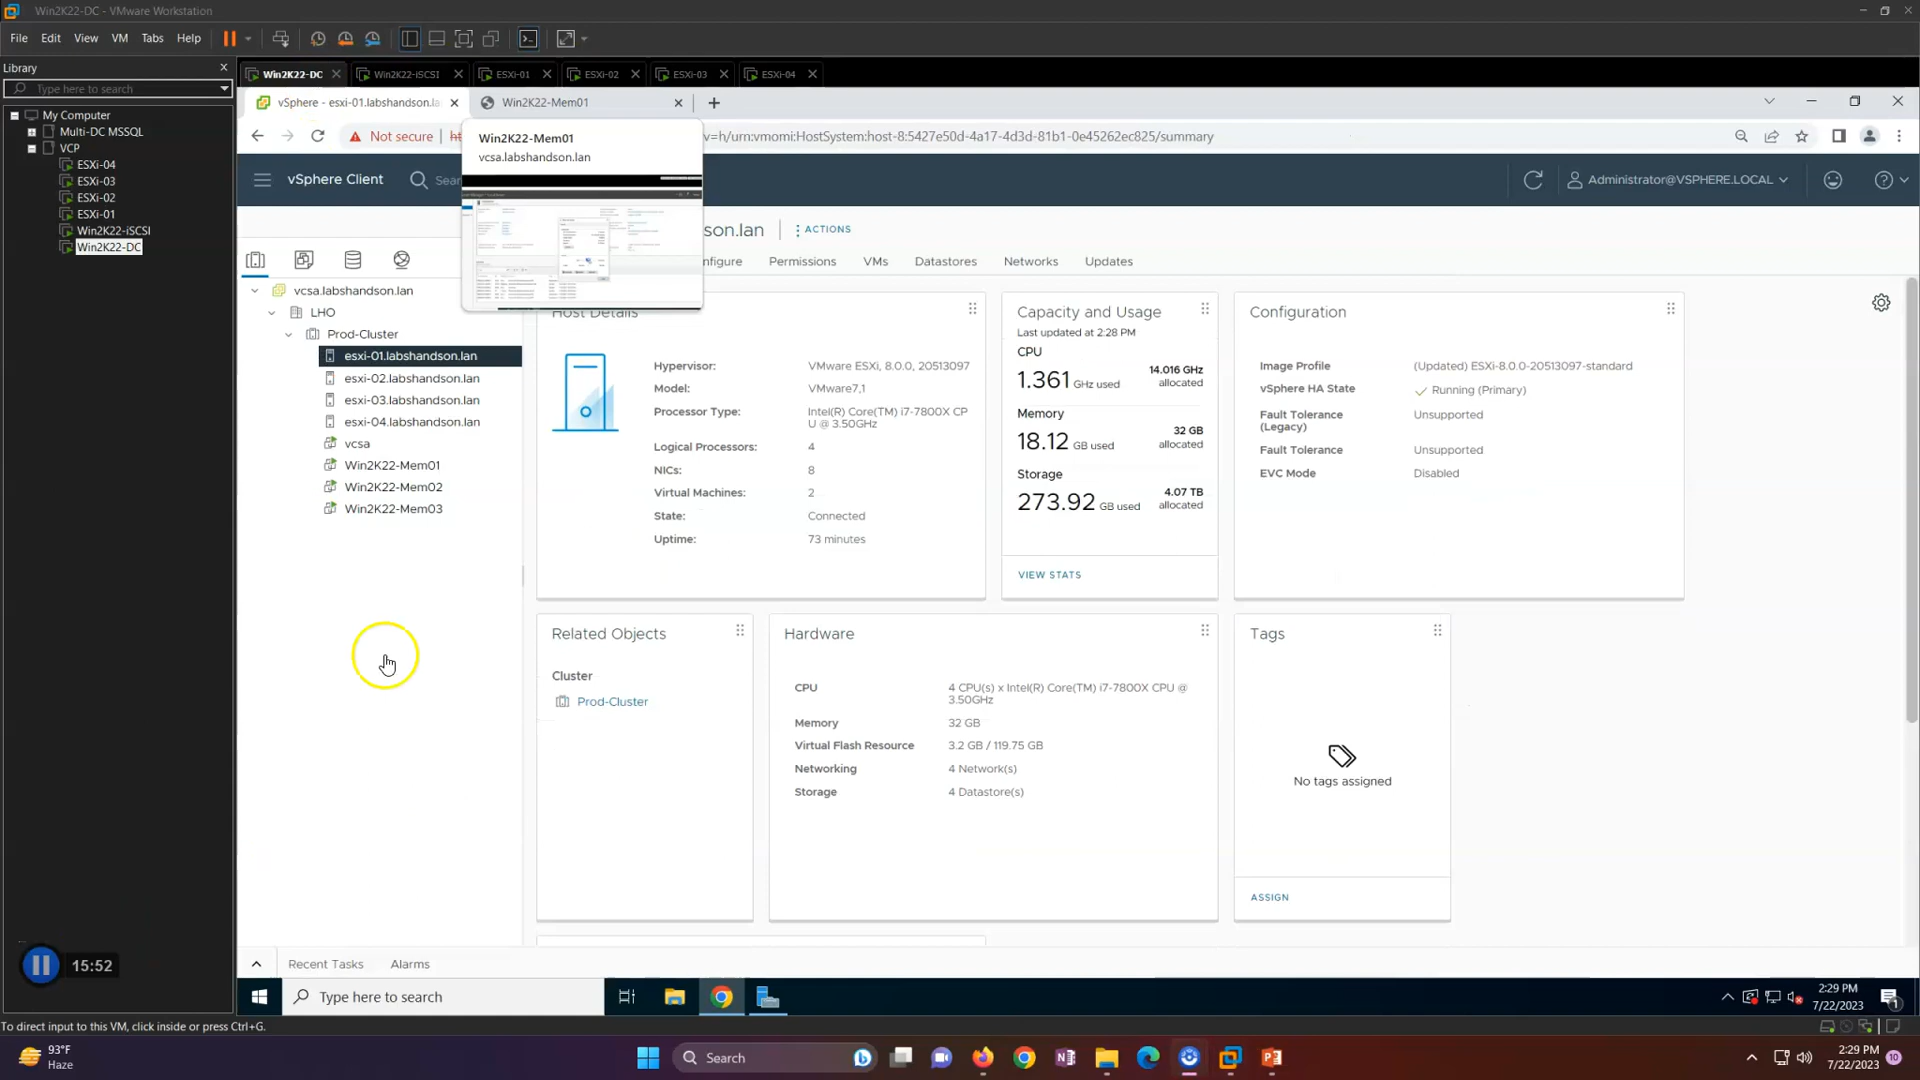 Win2K22-DC - VMware Workstation
File Edit View VM Tabs Help
Library
Type here to search
My Computer
Multi-DC MSSQL
VCP
ESXi-04
ESXi-03
ESXi-02
ESXi-01
Win2K22-iSCSI
Win2K22-DC
Win2K22-DC Win2K22-iSCSI ESXi-01 ESXi-02 ESXi-03 ESXi-04
vSphere - esxi-01.labshandson.la Win2K22-Mem01
Not secure v=h/urn:vmomi:HostSystem:host-8:5427e50d-4a17-4d3d-81b1-0e45262ec825/summary
Win2K22-Mem01
vcsa.labshandson.lan
vSphere Client Sear Administrator@VSPHERE.LOCAL
son.lan ACTIONS
nfigure Permissions VMs Datastores Networks Updates
vcsa.labshandson.lan
LHO
Prod-Cluster
esxi-01.labshandson.lan
esxi-02.labshandson.lan
esxi-03.labshandson.lan
esxi-04.labshandson.lan
vcsa
Win2K22-Mem01
Win2K22-Mem02
Win2K22-Mem03
Host Details
Hypervisor: VMware ESXi, 8.0.0, 20513097
Model: VMware7,1
Processor Type: Intel(R) Core(TM) i7-7800X CP
U @ 3.50GHz
Logical Processors: 4
NICs: 8
Virtual Machines: 2
State: Connected
Uptime: 73 minutes
Capacity and Usage
Last updated at 2:28 PM
CPU
1.361 GHz used 14.016 GHz
allocated
Memory
18.12 GB used 32 GB
allocated
Storage
273.92 GB used 4.07 TB
allocated
VIEW STATS
Configuration
Image Profile (Updated) ESXi-8.0.0-20513097-standard
vSphere HA State Running (Primary)
Fault Tolerance
(Legacy) Unsupported
Fault Tolerance Unsupported
EVC Mode Disabled
Related Objects
Cluster
Prod-Cluster
Hardware
CPU 4 CPU(s) x Intel(R) Core(TM) i7-7800X CPU @
3.50GHz
Memory 32 GB
Virtual Flash Resource 3.2 GB / 119.75 GB
Networking 4 Network(s)
Storage 4 Datastore(s)
Tags
No tags assigned
ASSIGN
Recent Tasks Alarms
15:52
Type here to search
2:29 PM
7/22/2023
1
To direct input to this VM, click inside or press Ctrl+G.
93°F
Haze
Search
2:29 PM
7/22/2023
10